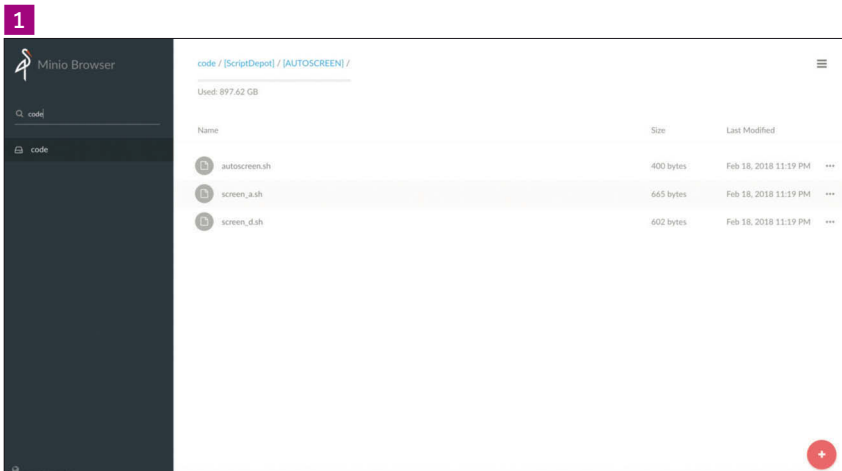 1
Minio Browser
code / [ScriptDepot] / [AUTOSCREEN] /
Used: 897.62 GB
code
Name Size Last Modified
code
autoscreen.sh 400 bytes Feb 18, 2018 11:19 PM
screen_a.sh 665 bytes Feb 18, 2018 11:19 PM
screen_d.sh 602 bytes Feb 18, 2018 11:19 PM